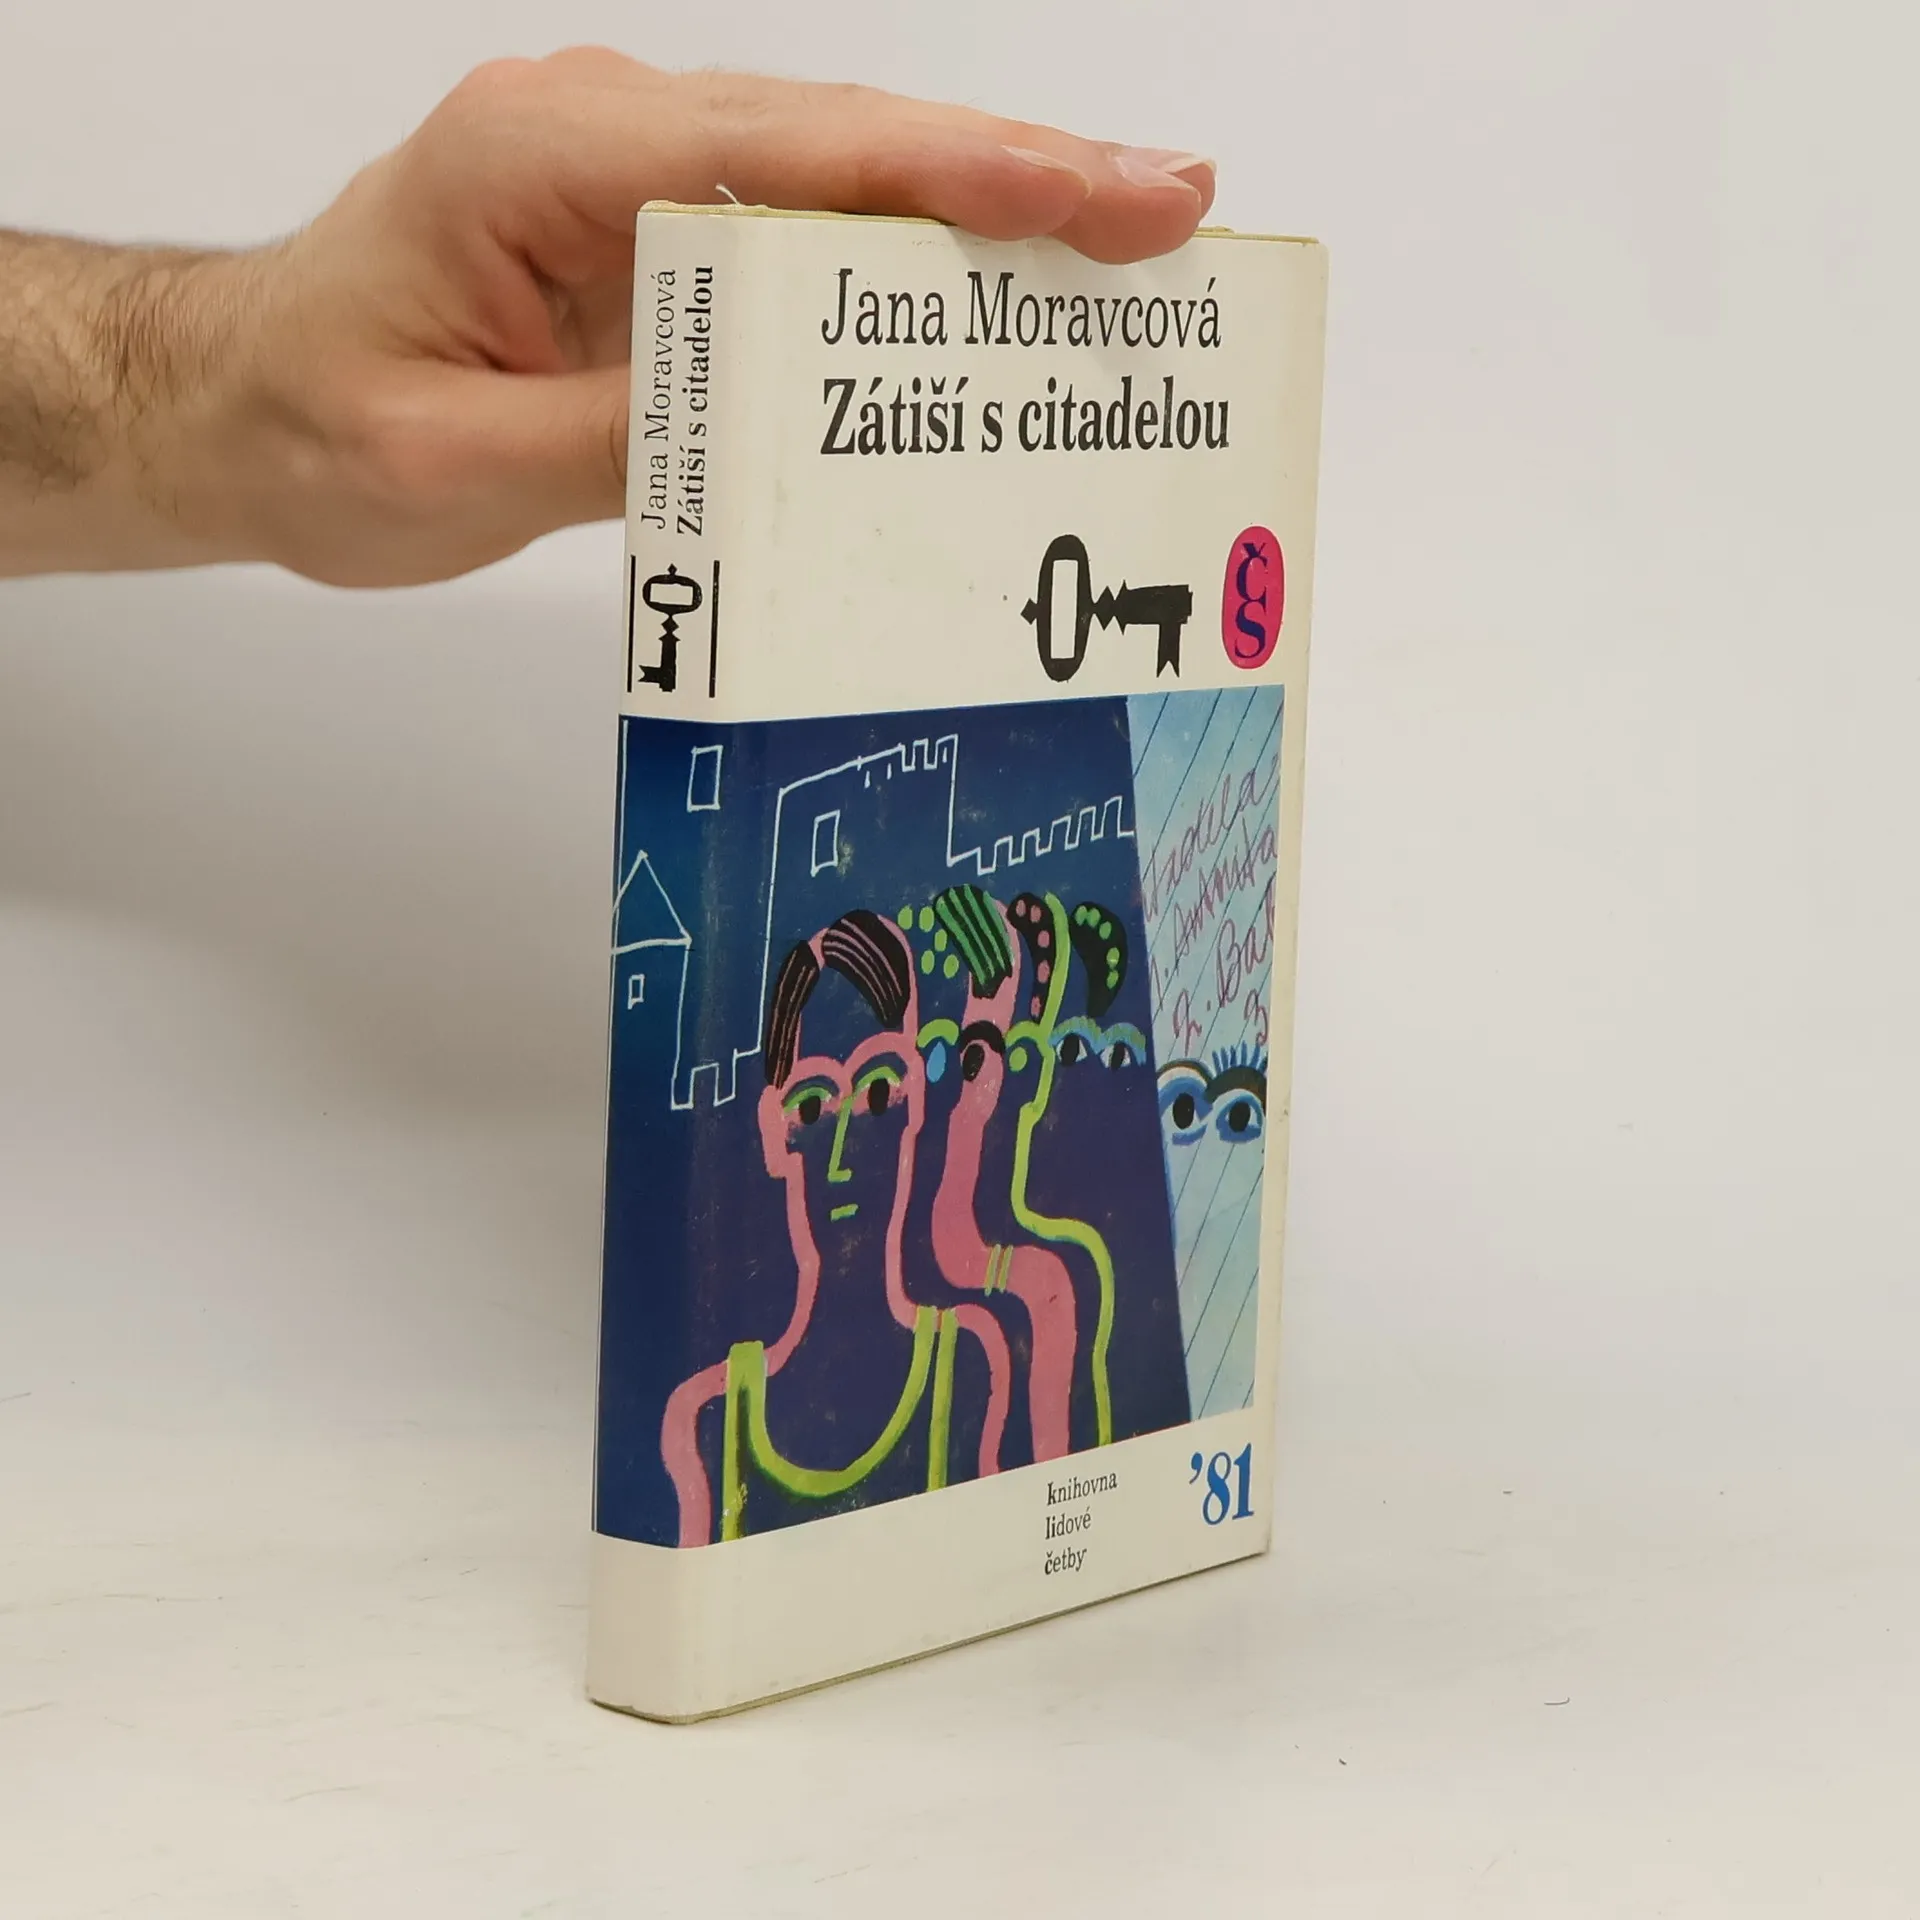 Jana Moravcová
Zátiší s citadelou
Jana Moravcová
Zátiší s citadelou
ČS
knihovna
lidové
četby
’81